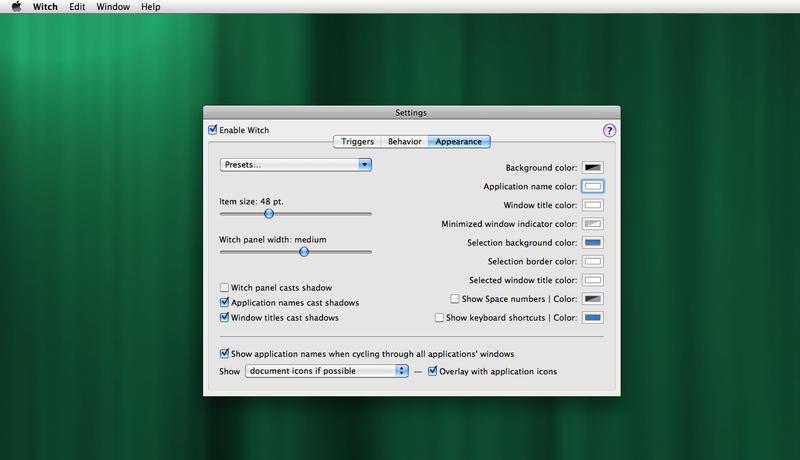 Witch Edit Window Help
Settings
Enable Witch
?
Triggers Behavior Appearance
Presets...
Background color:
Application name color:
Item size: 48 pt.
Window title color:
Minimized window indicator color:
Witch panel width: medium
Selection background color:
Selection border color:
Selected window title color:
Witch panel casts shadow
Application names cast shadows
Show Space numbers | Color:
Window titles cast shadows
Show keyboard shortcuts | Color:
Show application names when cycling through all applications' windows
Show document icons if possible — Overlay with application icons